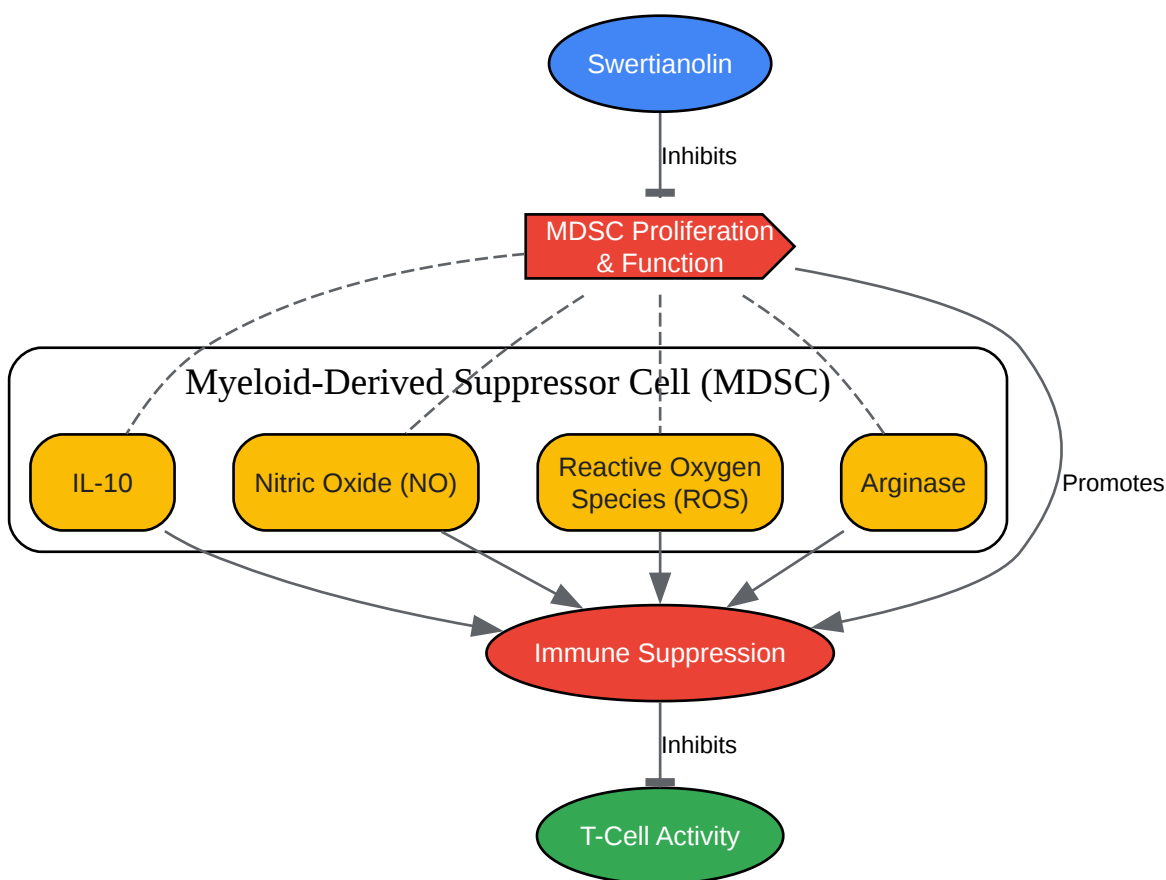 Swertianolin
Inhibits
MDSC Proliferation
& Function
Myeloid-Derived Suppressor Cell (MDSC)
IL-10
Nitric Oxide (NO)
Reactive Oxygen
Species (ROS)
Arginase
Promotes
Immune Suppression
Inhibits
T-Cell Activity